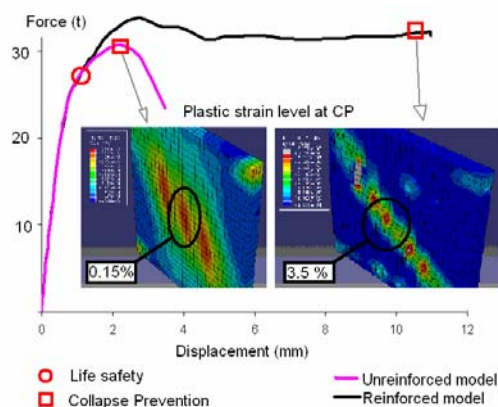 Force (t)
30
20
10
0
Plastic strain level at CP
0.15%
3.5 %
0 2 4 6 8 10 12
Displacement (mm)
Life safety
Collapse Prevention
Unreinforced model
Reinforced model